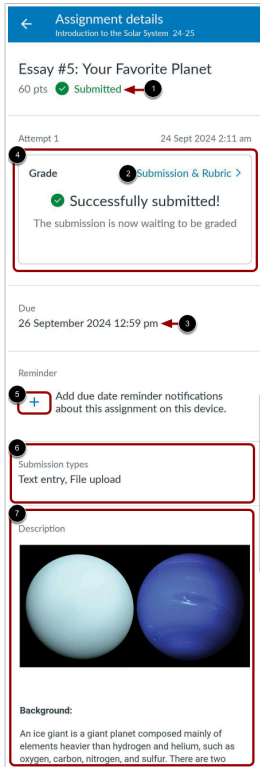 Assignment details
Introduction to the Solar System 24-25
Essay #5: Your Favorite Planet
60 pts Submitted 1
Attempt 1 24 Sept 2024 2:11 am
4
Grade 2 Submission & Rubric >
Successfully submitted!
The submission is now waiting to be graded
Due
26 September 2024 12:59 pm 3
Reminder
5
+ Add due date reminder notifications
about this assignment on this device.
6
Submission types
Text entry, File upload
7
Description
Background:
An ice giant is a giant planet composed mainly of
elements heavier than hydrogen and helium, such as
oxygen, carbon, nitrogen, and sulfur. There are two